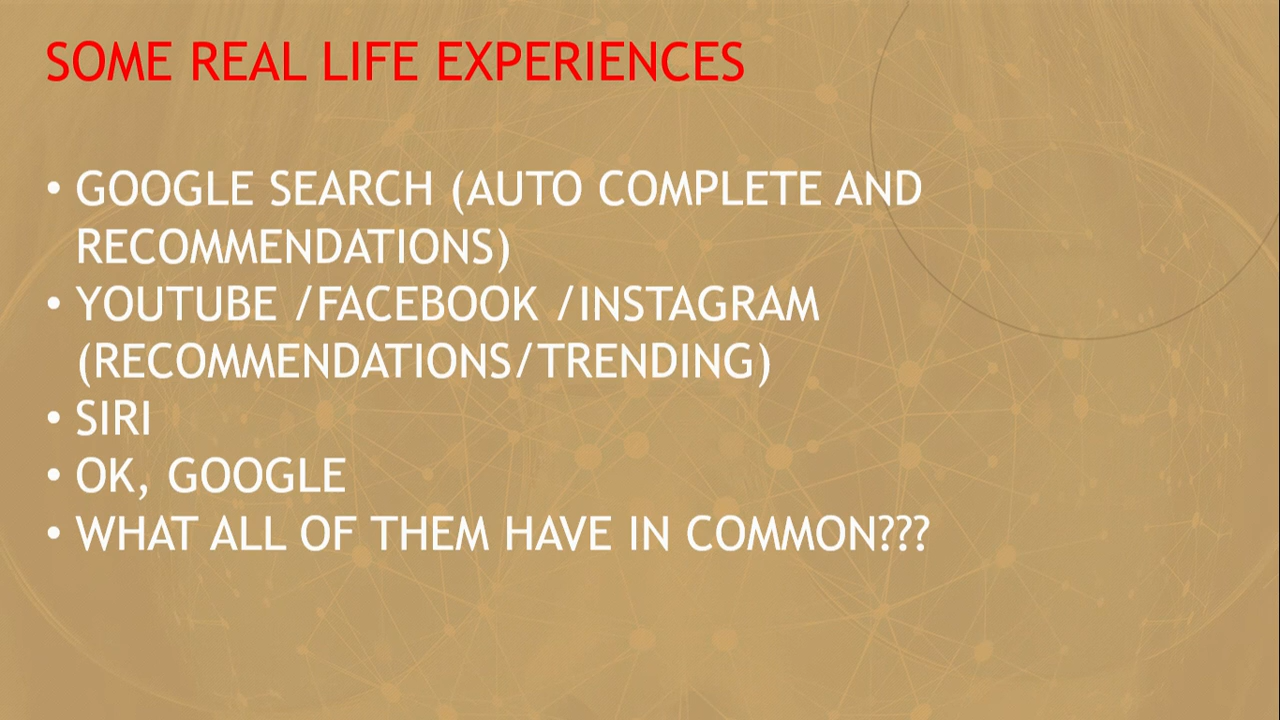 SOME REAL LIFE EXPERIENCES
• GOOGLE SEARCH (AUTO COMPLETE AND
RECOMMENDATIONS)
• YOUTUBE /FACEBOOK /INSTAGRAM
(RECOMMENDATIONS/TRENDING)
• SIRI
• OK, GOOGLE
• WHAT ALL OF THEM HAVE IN COMMON???